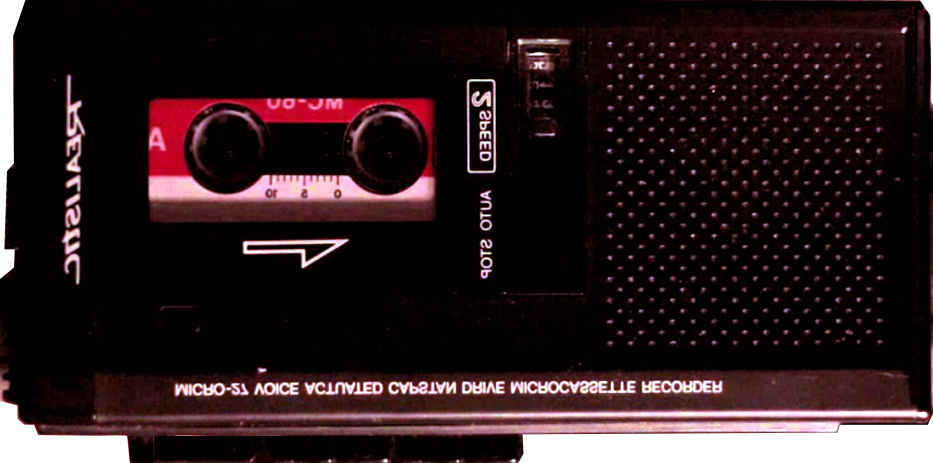 REALISTIC
MC-60
A
10 5 0
2 SPEED
AUTO STOP
MICRO-27 VOICE ACTUATED CAPSTAN DRIVE MICROCASSETTE RECORDER